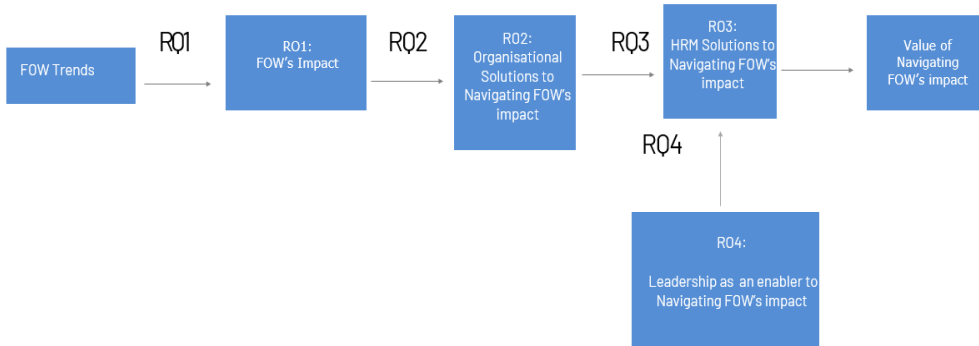 FOW Trends
RQ1
RO1:
FOW's Impact
RQ2
RO2:
Organisational
Solutions to
Navigating FOW's
impact
RQ3
RO3:
HRM Solutions to
Navigating FOW's
impact
Value of
Navigating
FOW's impact
RQ4
RO4:
Leadership as an enabler to
Navigating FOW's impact